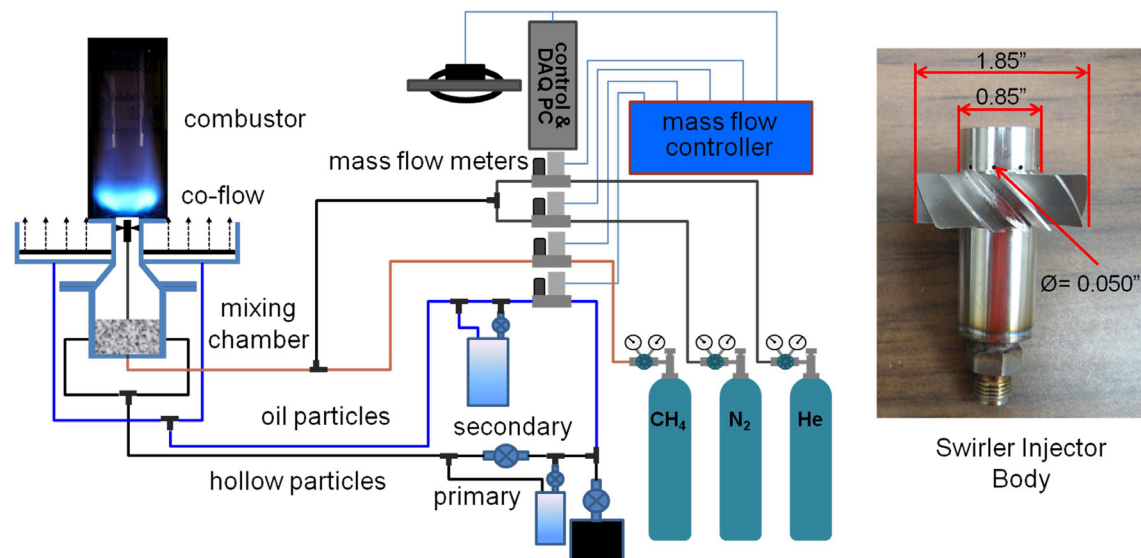 combustor
co-flow
mixing
chamber
oil particles
hollow particles
mass flow meters
control &
DAQ PC
mass flow
controller
secondary
primary
CH₄
N₂
He
1.85”
0.85”
Ø= 0.050”
Swirler Injector
Body